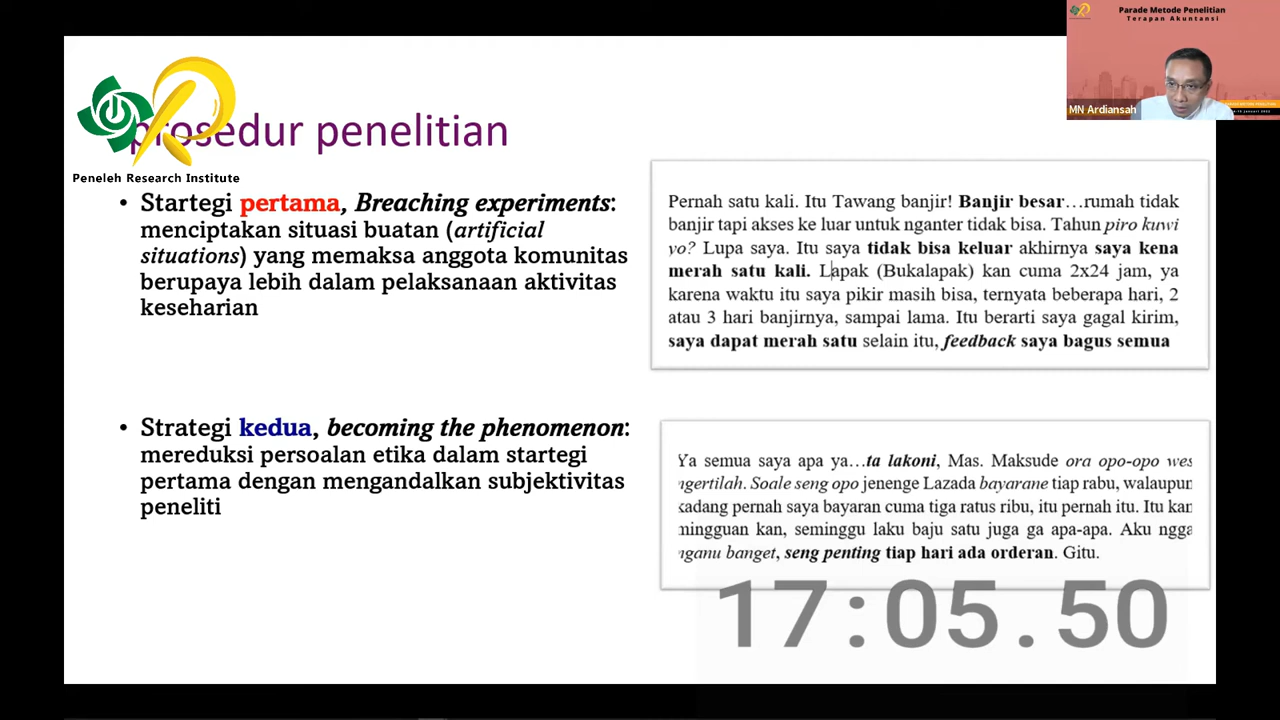 Parade Metode Penelitian
Terapan Akuntansi
MN Ardiansah
prosedur penelitian
Peneleh Research Institute
• Startegi pertama, Breaching experiments:
menciptakan situasi buatan (artificial
situations) yang memaksa anggota komunitas
berupaya lebih dalam pelaksanaan aktivitas
keseharian
Pernah satu kali. Itu Tawang banjir! Banjir besar…rumah tidak
banjir tapi akses ke luar untuk nganter tidak bisa. Tahun piro kuwi
yo? Lupa saya. Itu saya tidak bisa keluar akhirnya saya kena
merah satu kali. Lapak (Bukalapak) kan cuma 2x24 jam, ya
karena waktu itu saya pikir masih bisa, ternyata beberapa hari, 2
atau 3 hari banjirnya, sampai lama. Itu berarti saya gagal kirim,
saya dapat merah satu selain itu, feedback saya bagus semua
• Strategi kedua, becoming the phenomenon:
mereduksi persoalan etika dalam startegi
pertama dengan mengandalkan subjektivitas
peneliti
Ya semua saya apa ya…ta lakoni, Mas. Maksude ora opo-opo wes
ngertilah. Soale seng opo jenenge Lazada bayarane tiap rabu, walaupun
kadang pernah saya bayaran cuma tiga ratus ribu, itu pernah itu. Itu kan
mingguan kan, seminggu laku baju satu juga ga apa-apa. Aku ngga
nganu banget, seng penting tiap hari ada orderan. Gitu.
17:05.50